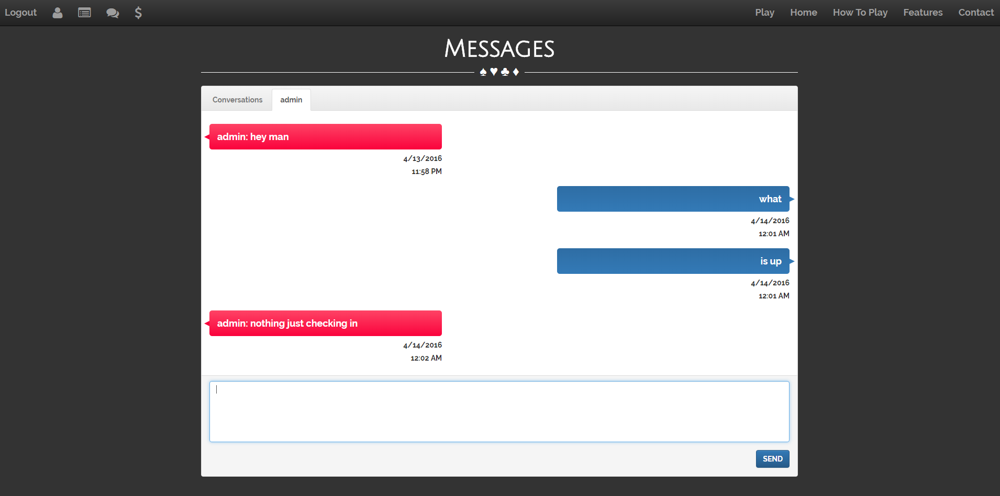 Logout $ Play Home How To Play Features Contact
Messages
♠ ♥ ♣ ♦
Conversations admin
admin: hey man
4/13/2016
11:58 PM
what
4/14/2016
12:01 AM
is up
4/14/2016
12:01 AM
admin: nothing just checking in
4/14/2016
12:02 AM
SEND